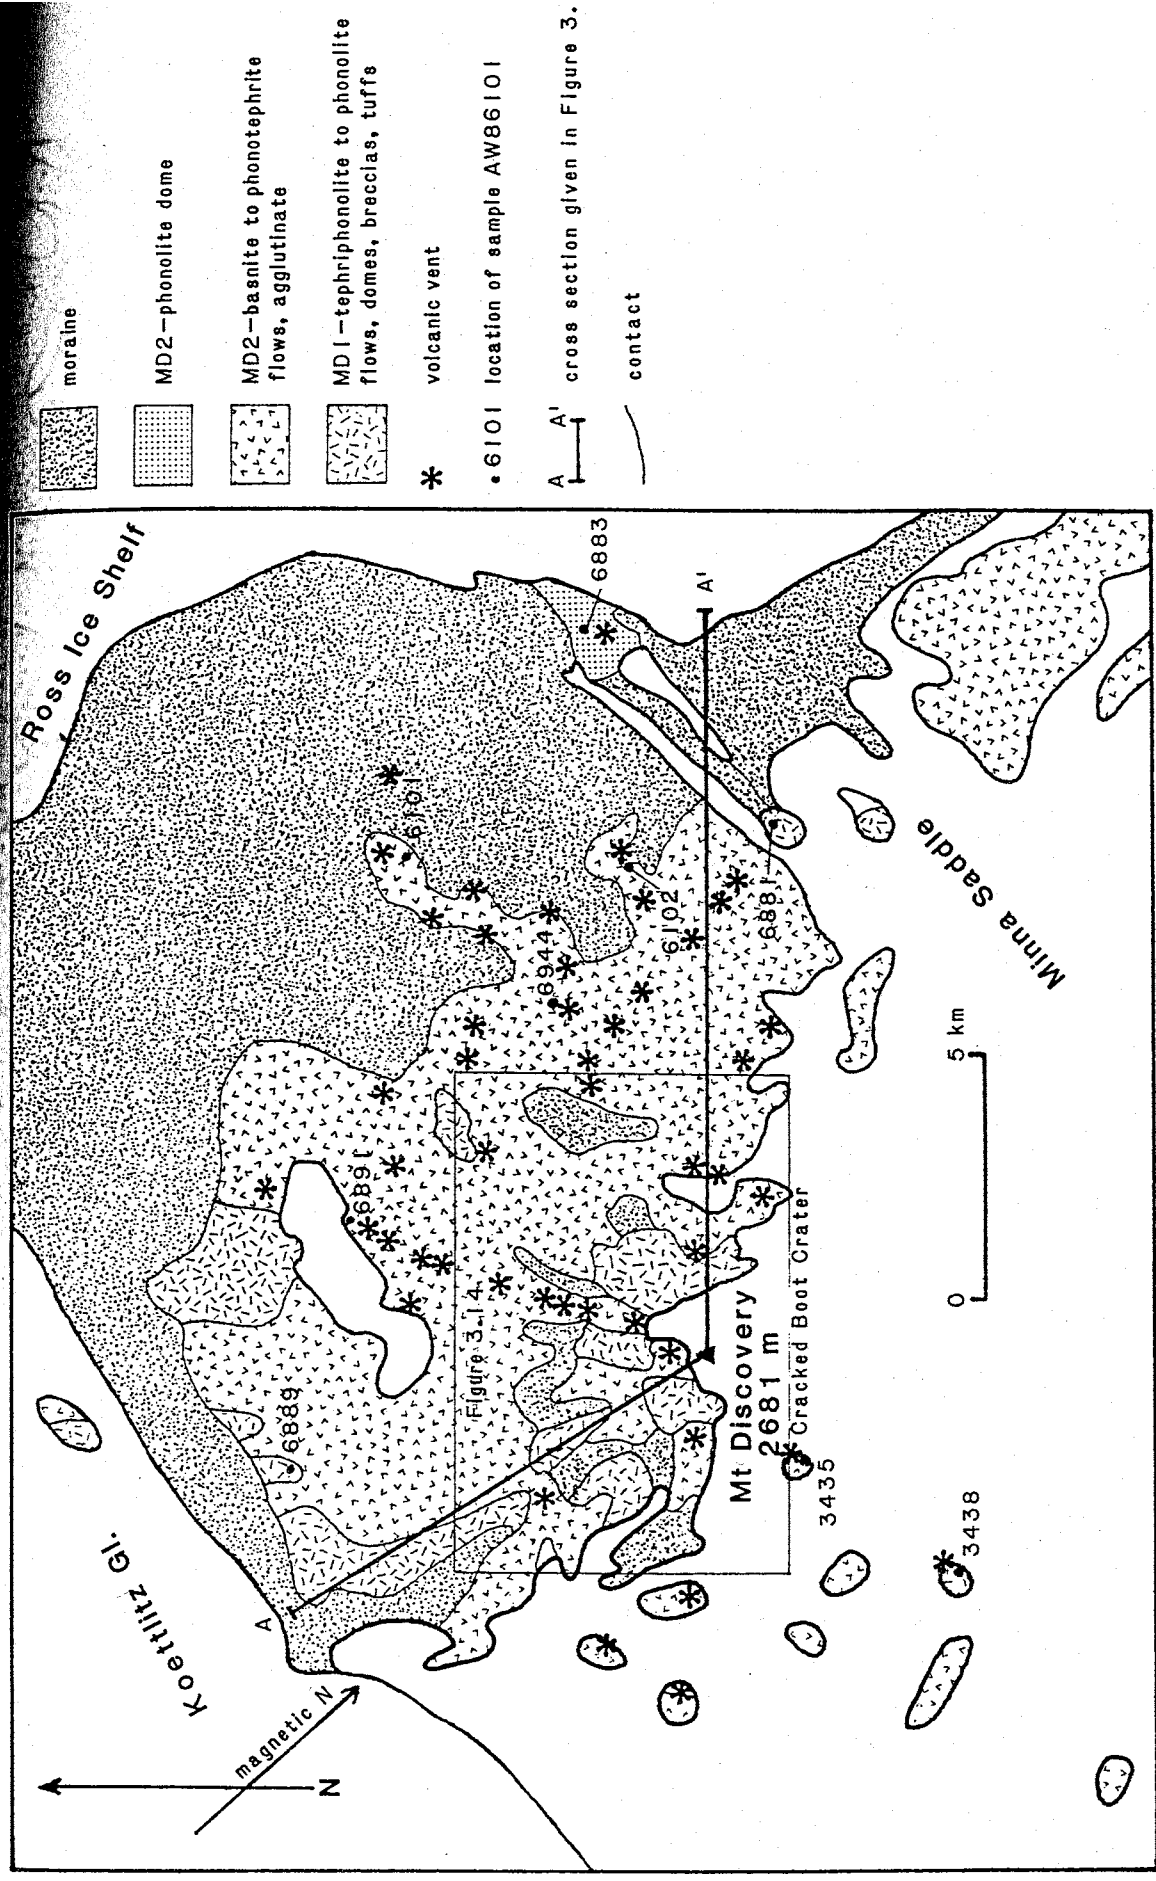 Ross Ice Shelf
Koettlitz Gl.
magnetic N
N
A
6889
6891
Figure 3.14
6101
6944
6102
6881
6883
A'
Mt Discovery
2681 m
Cracked Boot Crater
3435
3438
Minna Saddle
0
5 km
moraine
MD2—phonolite dome
MD2—basnite to phonotephrite
flows, agglutinate
MD1—tephriphonolite to phonolite
flows, domes, breccias, tuffs
volcanic vent
.6101 location of sample AW86101
A A' cross section given in Figure 3.
contact